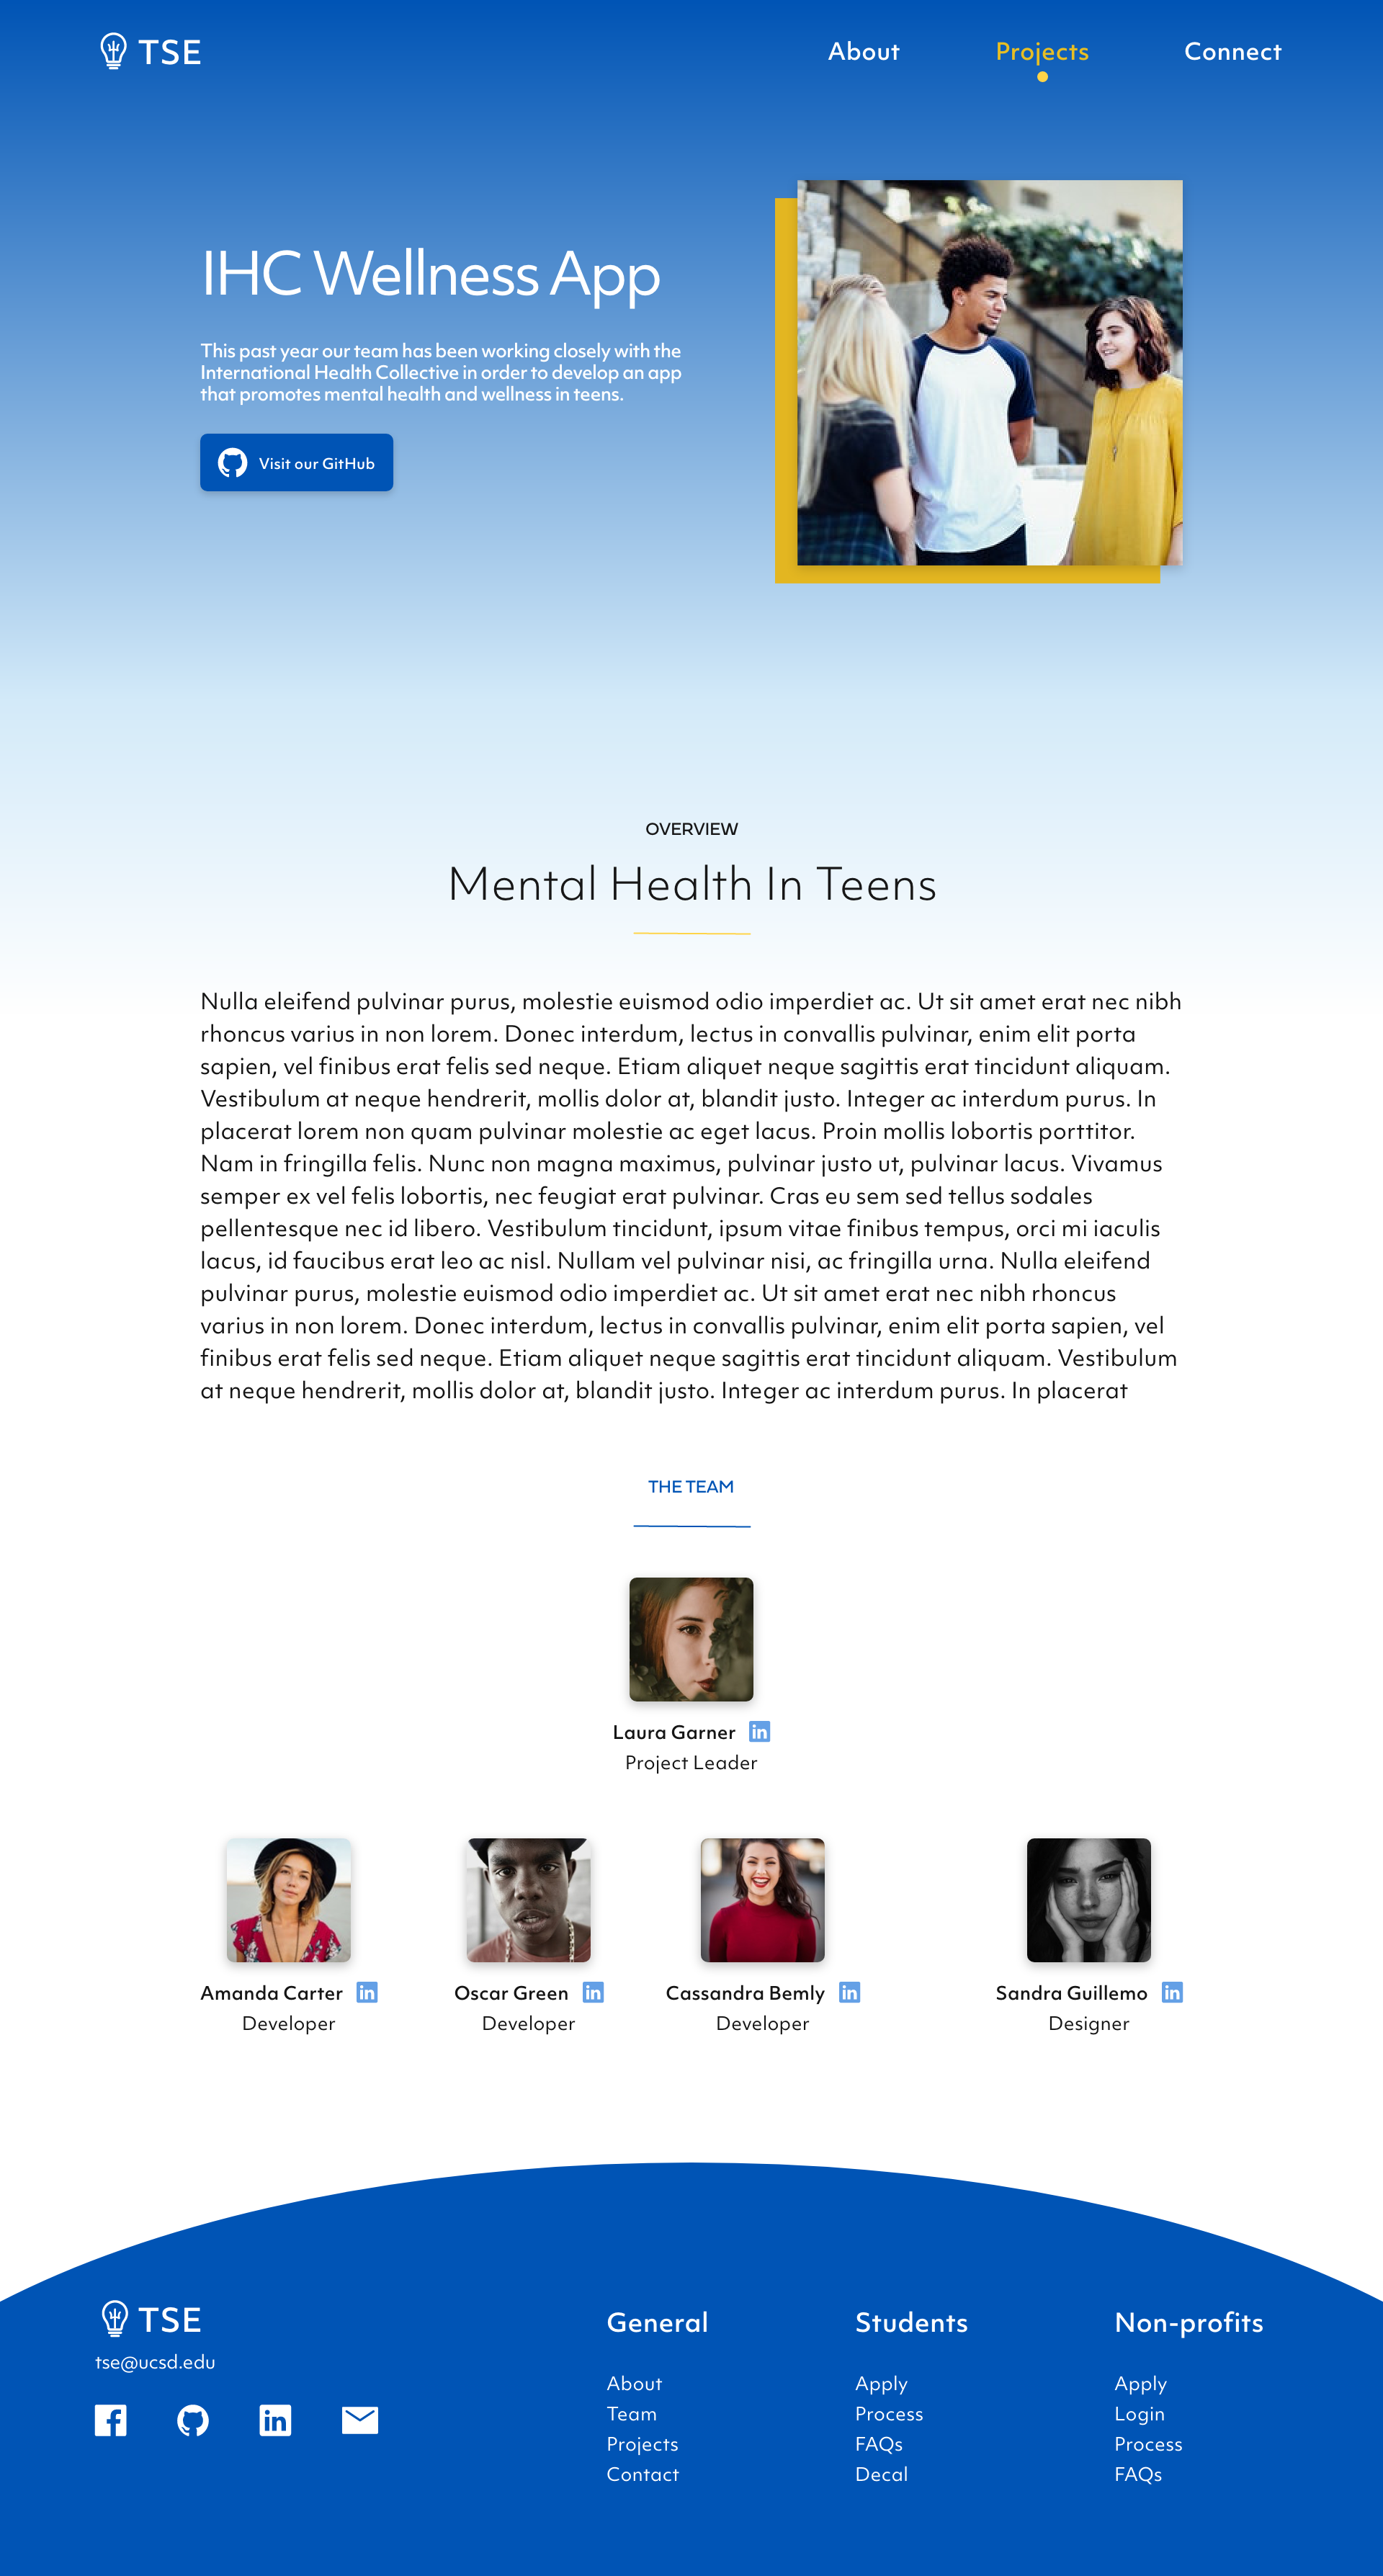 TSE
About
Projects
Connect
IHC Wellness App
This past year our team has been working closely with the
International Health Collective in order to develop an app
that promotes mental health and wellness in teens.
Visit our GitHub
OVERVIEW
Mental Health In Teens
Nulla eleifend pulvinar purus, molestie euismod odio imperdiet ac. Ut sit amet erat nec nibh
rhoncus varius in non lorem. Donec interdum, lectus in convallis pulvinar, enim elit porta
sapien, vel finibus erat felis sed neque. Etiam aliquet neque sagittis erat tincidunt aliquam.
Vestibulum at neque hendrerit, mollis dolor at, blandit justo. Integer ac interdum purus. In
placerat lorem non quam pulvinar molestie ac eget lacus. Proin mollis lobortis porttitor.
Nam in fringilla felis. Nunc non magna maximus, pulvinar justo ut, pulvinar lacus. Vivamus
semper ex vel felis lobortis, nec feugiat erat pulvinar. Cras eu sem sed tellus sodales
pellentesque nec id libero. Vestibulum tincidunt, ipsum vitae finibus tempus, orci mi iaculis
lacus, id faucibus erat leo ac nisl. Nullam vel pulvinar nisi, ac fringilla urna. Nulla eleifend
pulvinar purus, molestie euismod odio imperdiet ac. Ut sit amet erat nec nibh rhoncus
varius in non lorem. Donec interdum, lectus in convallis pulvinar, enim elit porta sapien, vel
finibus erat felis sed neque. Etiam aliquet neque sagittis erat tincidunt aliquam. Vestibulum
at neque hendrerit, mollis dolor at, blandit justo. Integer ac interdum purus. In placerat
THE TEAM
Laura Garner
Project Leader
Amanda Carter
Developer
Oscar Green
Developer
Cassandra Bemly
Developer
Sandra Guillemo
Designer
TSE
tse@ucsd.edu
General
About
Team
Projects
Contact
Students
Apply
Process
FAQs
Decal
Non-profits
Apply
Login
Process
FAQs